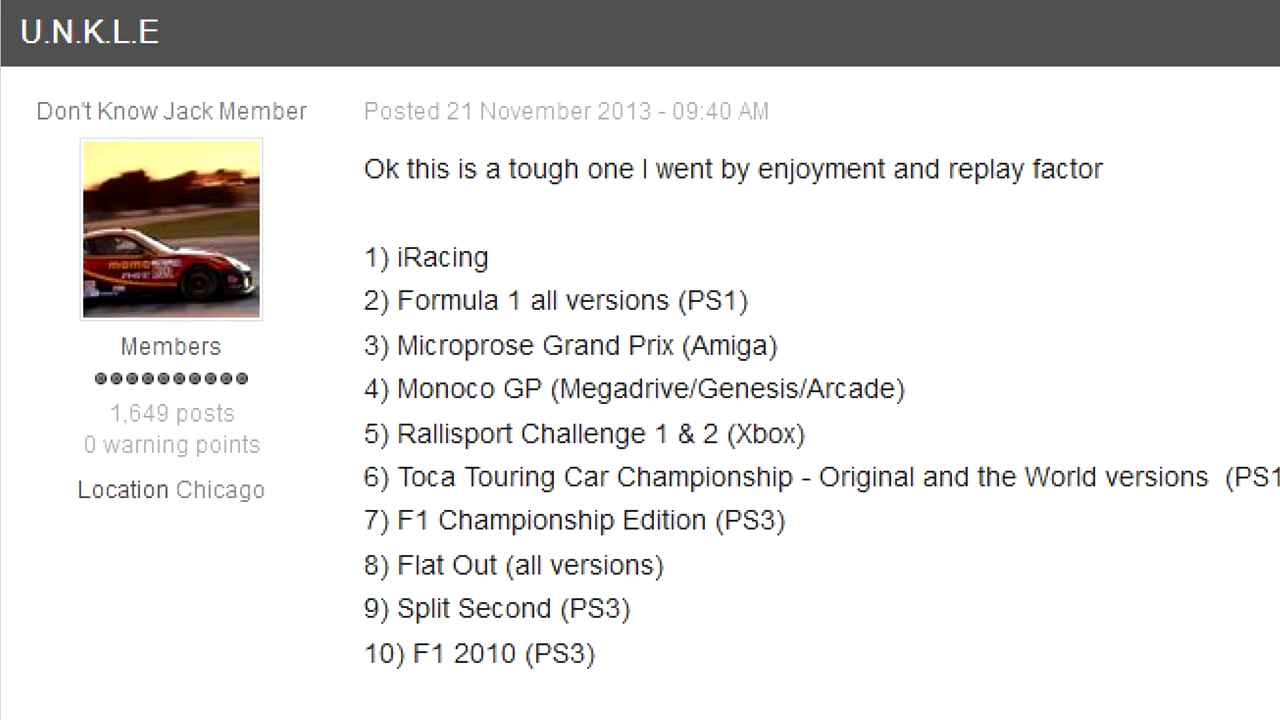 U.N.K.L.E
Don't Know Jack Member
Posted 21 November 2013 - 09:40 AM
Ok this is a tough one I went by enjoyment and replay factor
1) iRacing
2) Formula 1 all versions (PS1)
3) Microprose Grand Prix (Amiga)
4) Monoco GP (Megadrive/Genesis/Arcade)
5) Rallisport Challenge 1 & 2 (Xbox)
6) Toca Touring Car Championship - Original and the World versions (PS1
7) F1 Championship Edition (PS3)
8) Flat Out (all versions)
9) Split Second (PS3)
10) F1 2010 (PS3)
momo
Members
1,649 posts
0 warning points
Location Chicago